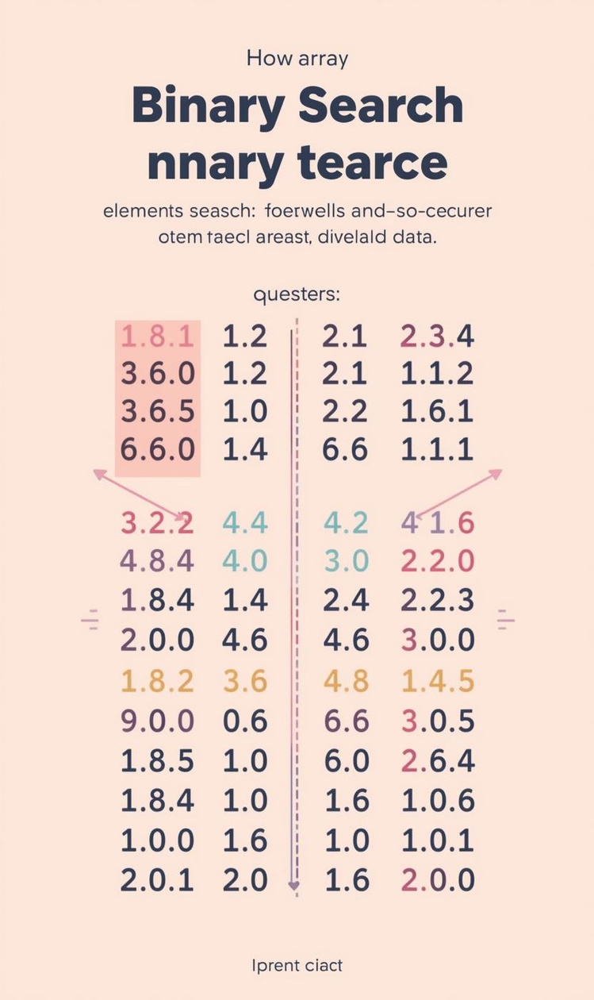 How array
Binary Search
nnary tearce
elements seasch: foerwells and-so-cecurer
otem taecl areast, divelald data.
questers:
1.8.1 1.2 2.1 2.3.4
3.6.0 1.2 2.1 1.1.2
3.6.5 1.0 2.2 1.6.1
6.6.0 1.4 6.6 1.1.1
3.2.2 4.4 4.2 4 1.6
4.8.4 4.0 3.0 2.2.0
1.8.4 1.4 2.4 2.2.3
2.0.0 4.6 4.6 3.0.0
1.8.2 3.6 4.8 1.4.5
9.0.0 0.6 6.6 3.0.5
1.8.5 1.0 6.0 2.6.4
1.8.4 1.0 1.6 1.0.6
1.0.0 1.6 1.0 1.0.1
2.0.1 2.0 1.6 2.0.0
Iprent ciact